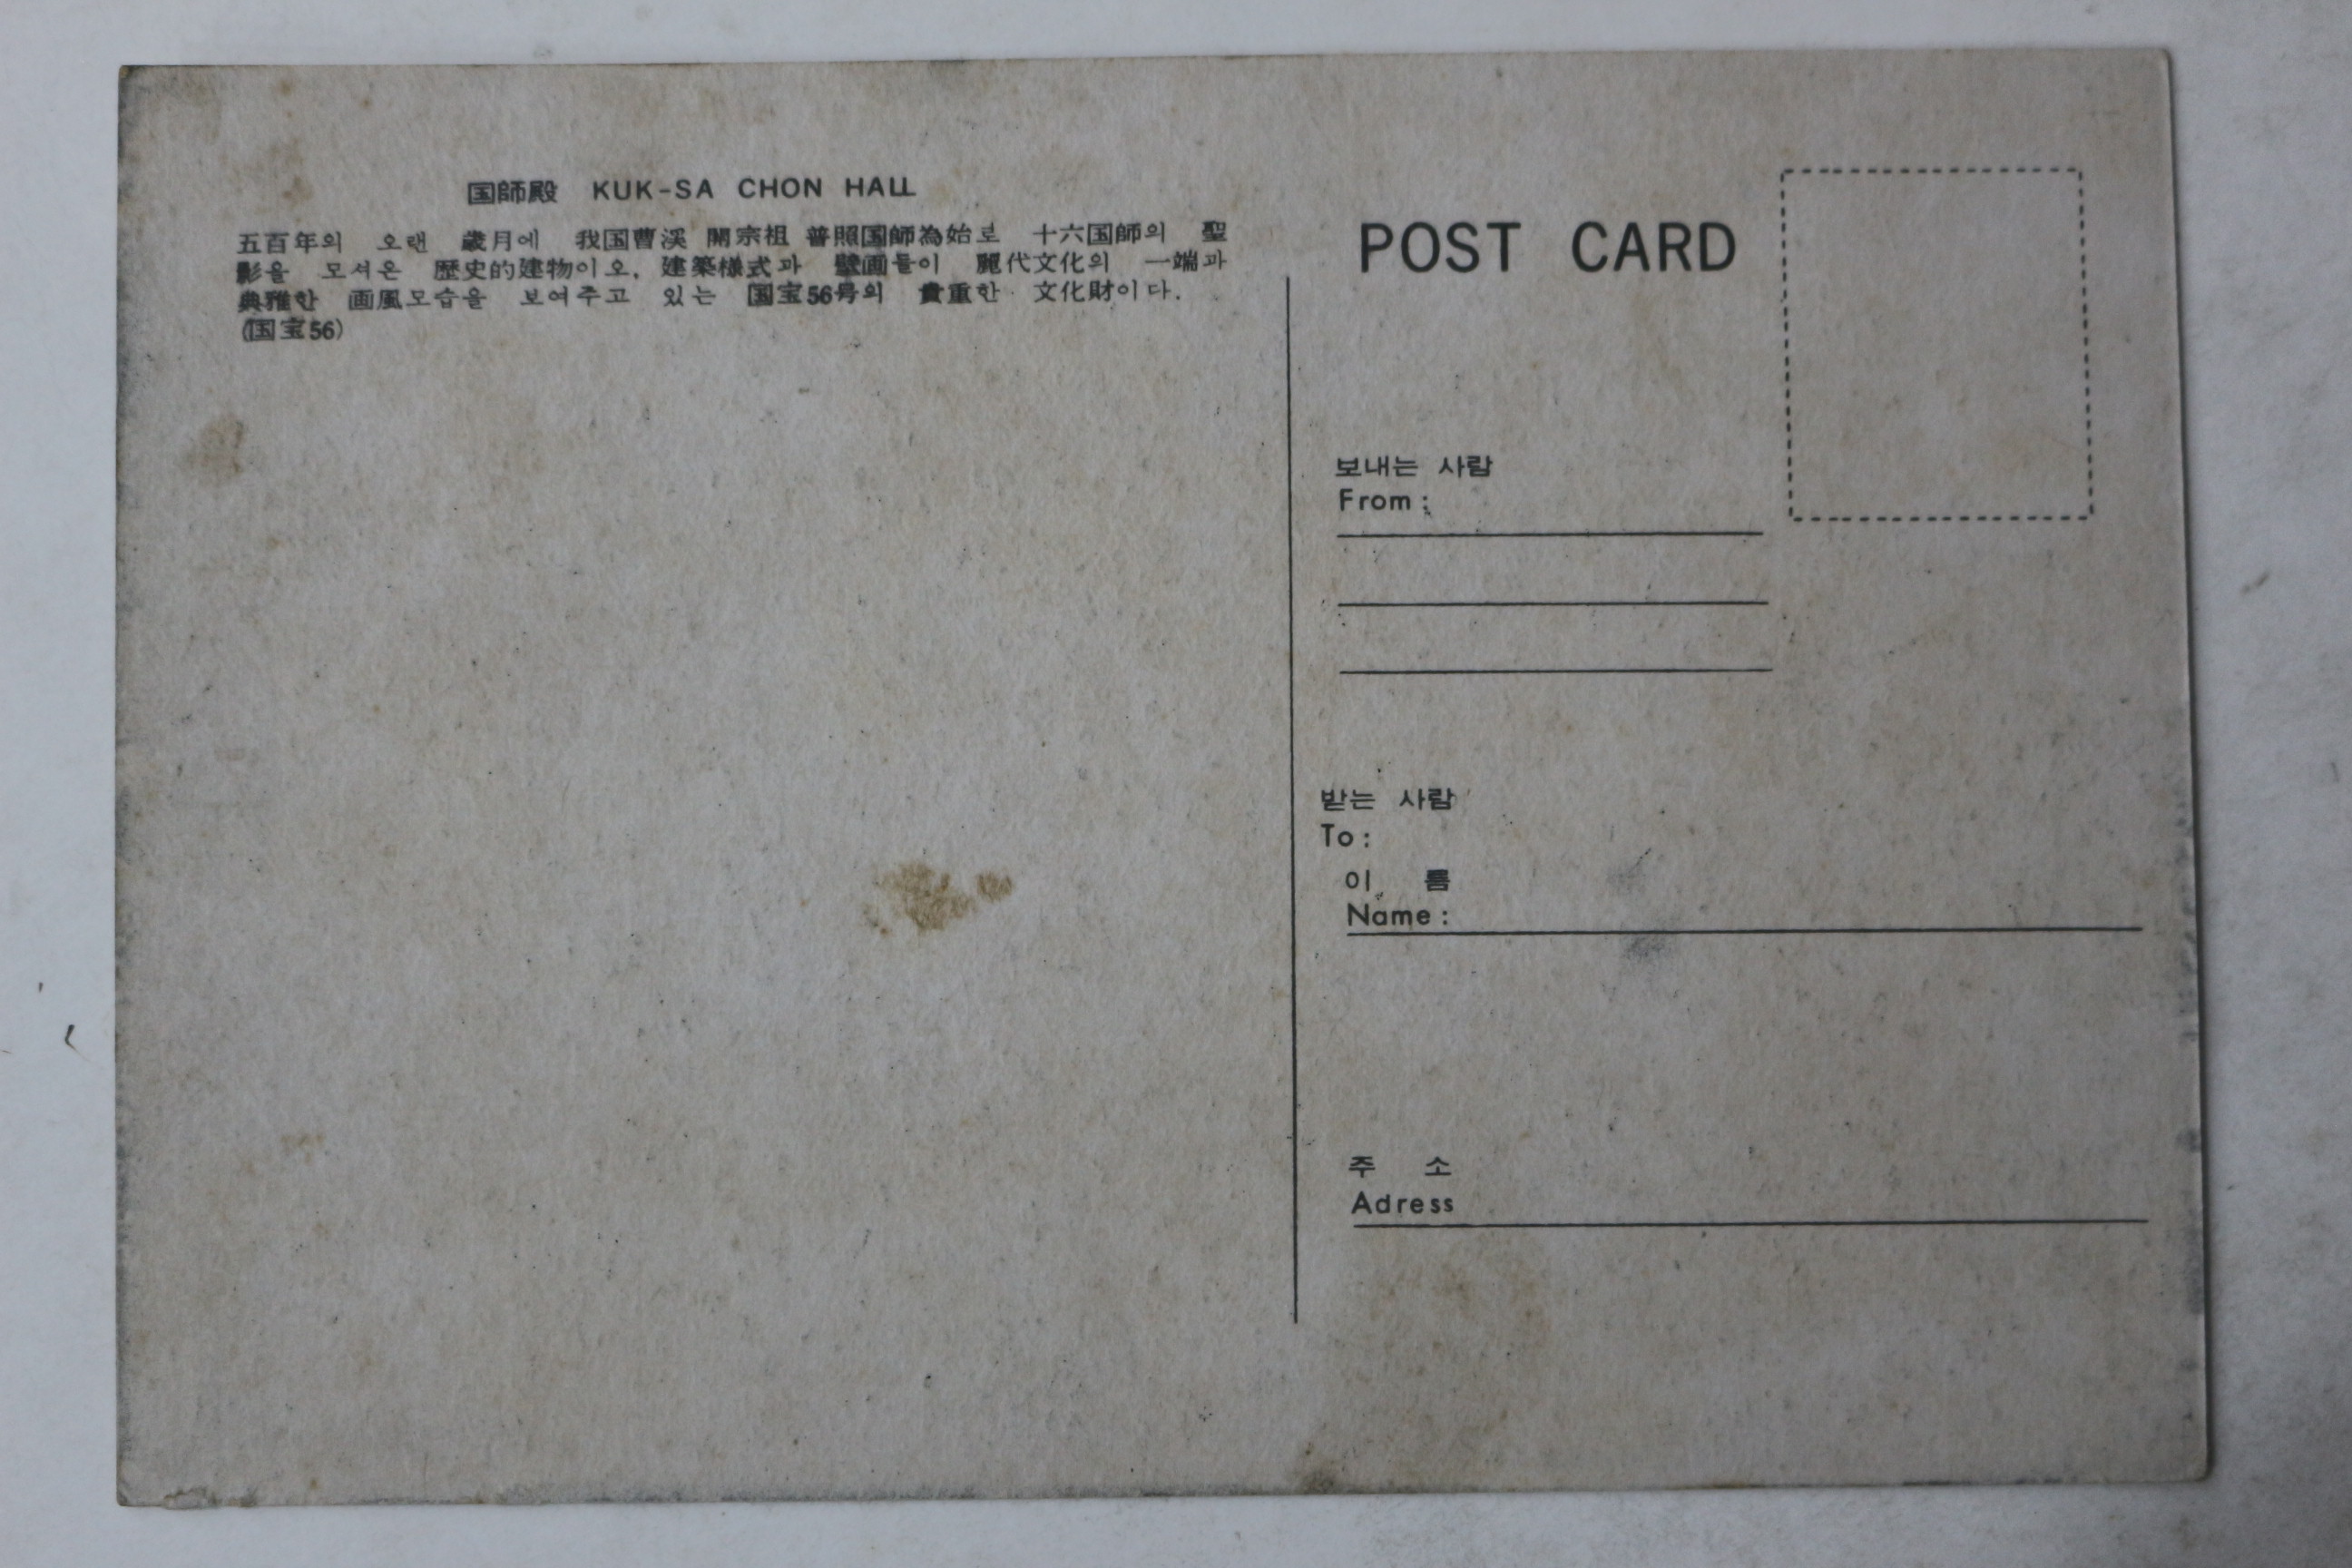 国師殿 KUK-SA CHON HALL
五百年의 오랜 歲月에 我国曹溪 開宗祖 普照国師為始로 十六国師의 聖
影을 모셔온 歷史的建物이오, 建築樣式과 壁画들이 麗代文化의 一端과
典雅한 画風모습을 보여주고 있는 国宝56号의 貴重한 文化財이다.
(国宝56)
POST CARD
보내는 사람
From :
받는 사람
To :
이 름
Name :
주 소
Adress